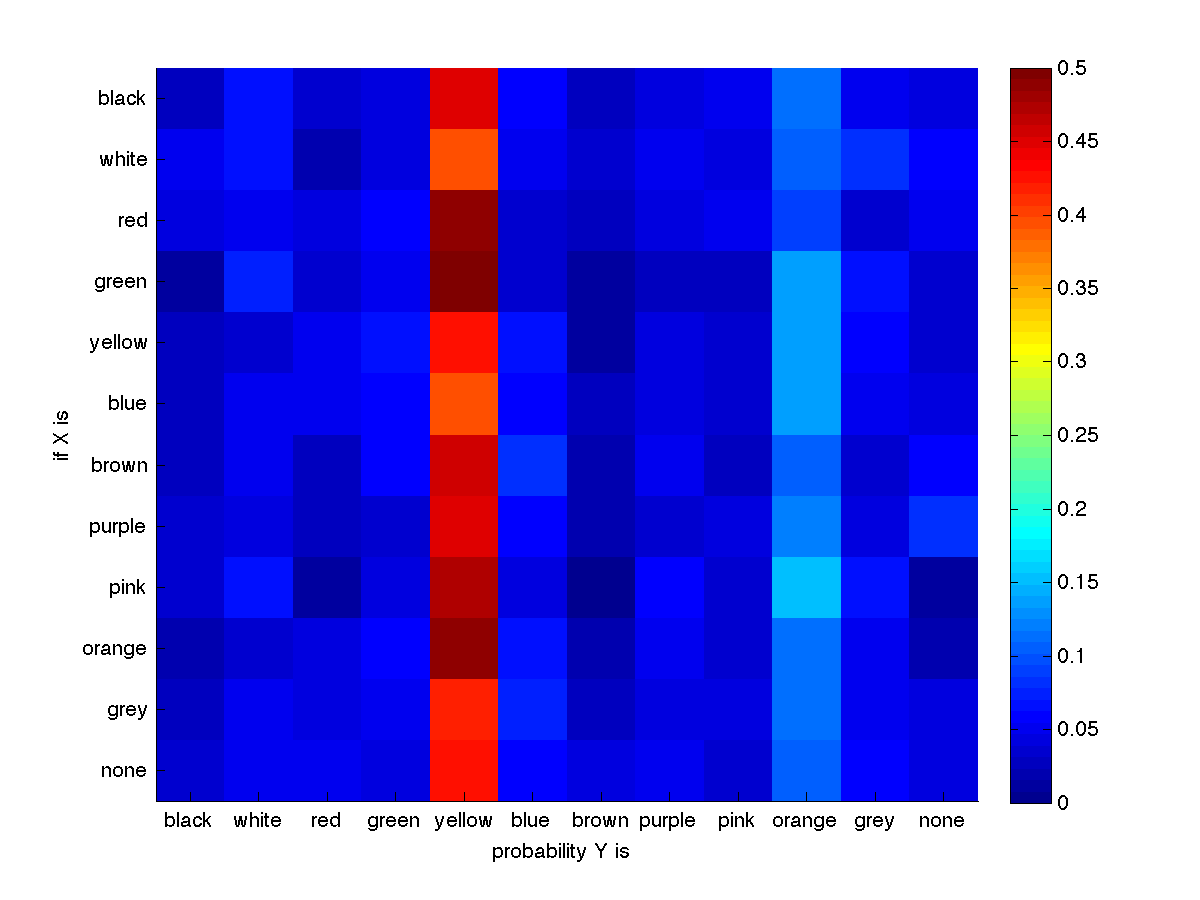 black
white
red
green
yellow
blue
brown
purple
pink
orange
grey
none
if X is
black white red green yellow blue brown purple pink orange grey none
probability Y is
0.5
0.45
0.4
0.35
0.3
0.25
0.2
0.15
0.1
0.05
0